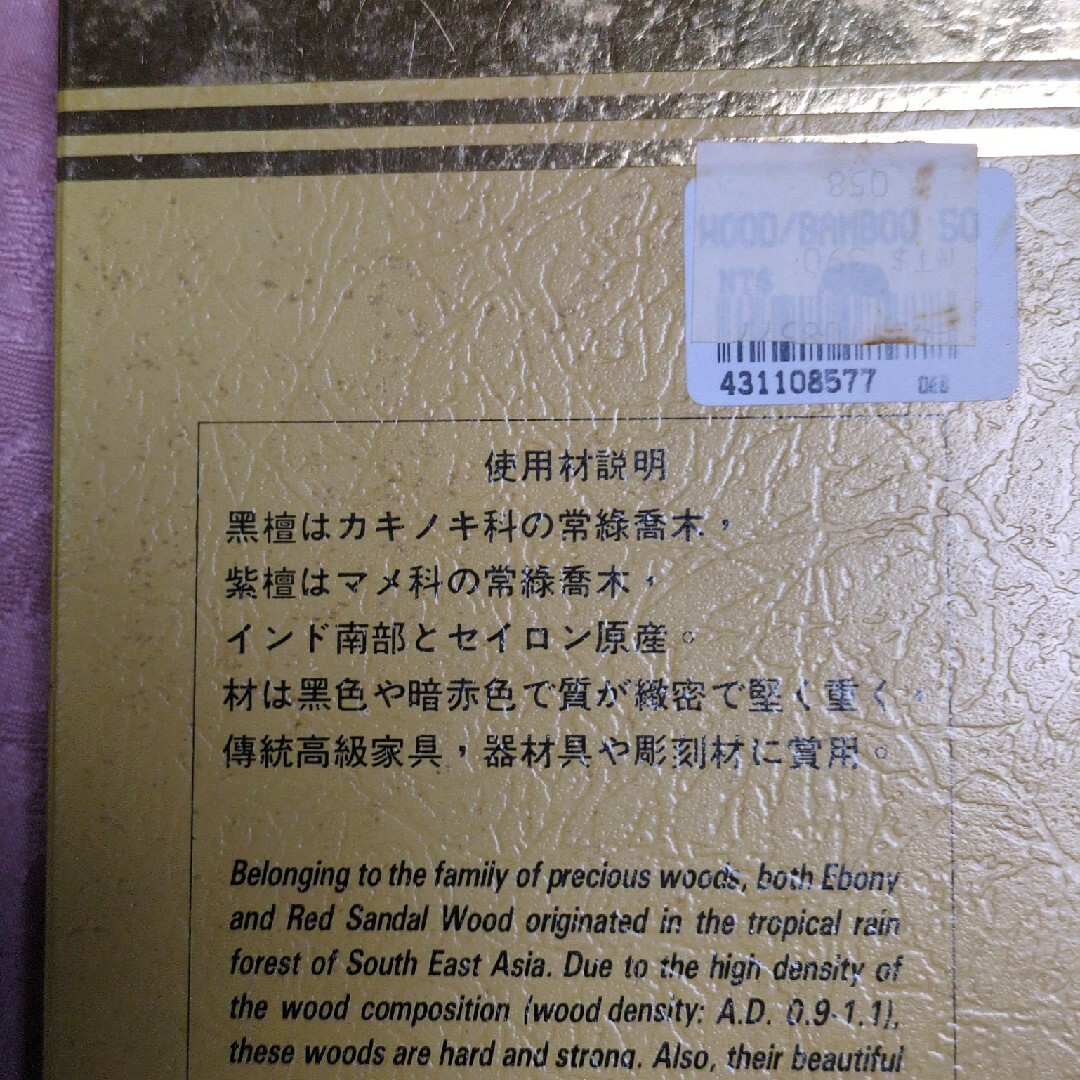 Q58
WOOD/BAMBOO SO
NT$ 390
NT$
431108577
使用材説明
黑檀はカキノキ科の常綠喬木，
紫檀はマメ科の常綠喬木，
インド南部とセイロン原産。
材は黑色や暗赤色で質が緻密で堅く重く，
傳統高級家具，器材具や彫刻材に賞用。
Belonging to the family of precious woods, both Ebony
and Red Sandal Wood originated in the tropical rain
forest of South East Asia. Due to the high density of
the wood composition (wood density: A.D. 0.9-1.1),
these woods are hard and strong. Also, their beautiful